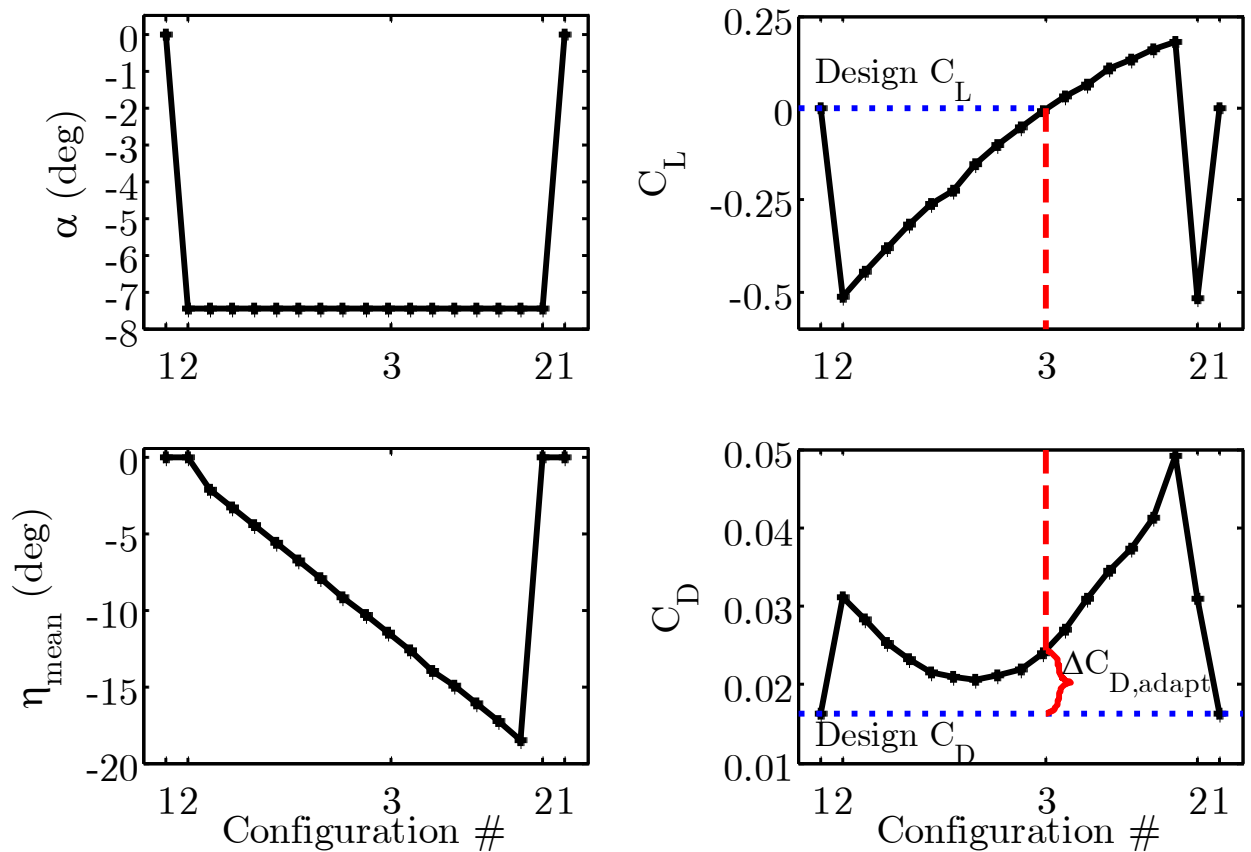 0
-1
-2
-3
-4
-5
-6
-7
-8
α (deg)
12 3 21
0.25
0
-0.25
-0.5
C_L
Design C_L
12 3 21
0
-5
-10
-15
-20
η_mean (deg)
12 3 21
Configuration #
0.05
0.04
0.03
0.02
0.01
C_D
ΔC_D,adapt
Design C_D
12 3 21
Configuration #